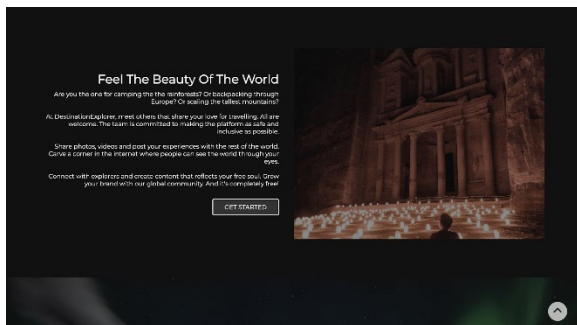 Feel The Beauty Of The World
Are you the one for camping the the rainforests? Or backpacking through
Europe? Or scaling the tallest mountains?
At DestinationExplorer, meet others that share your love for travelling. All are
welcome. The team is committed to making the platform as safe and
inclusive as possible.
Share photos, videos and post your experiences with the rest of the world.
Carve a corner in the internet where people can see the world through your
eyes.
Connect with explorers and create content that reflects your free soul. Grow
your brand with our global community. And it's completely free!
GET STARTED